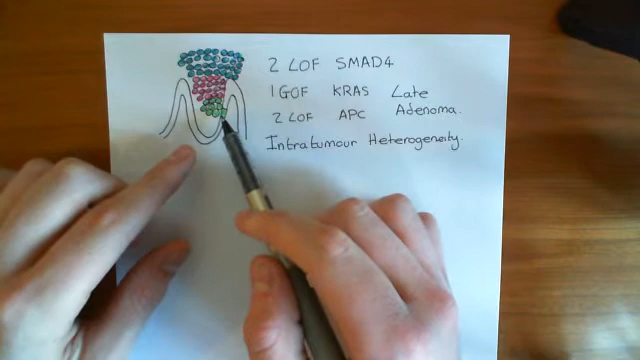 2 LOF SMAD4
1 GOF KRAS Late
2 LOF APC Adenoma.
Intratumour Heterogeneity.